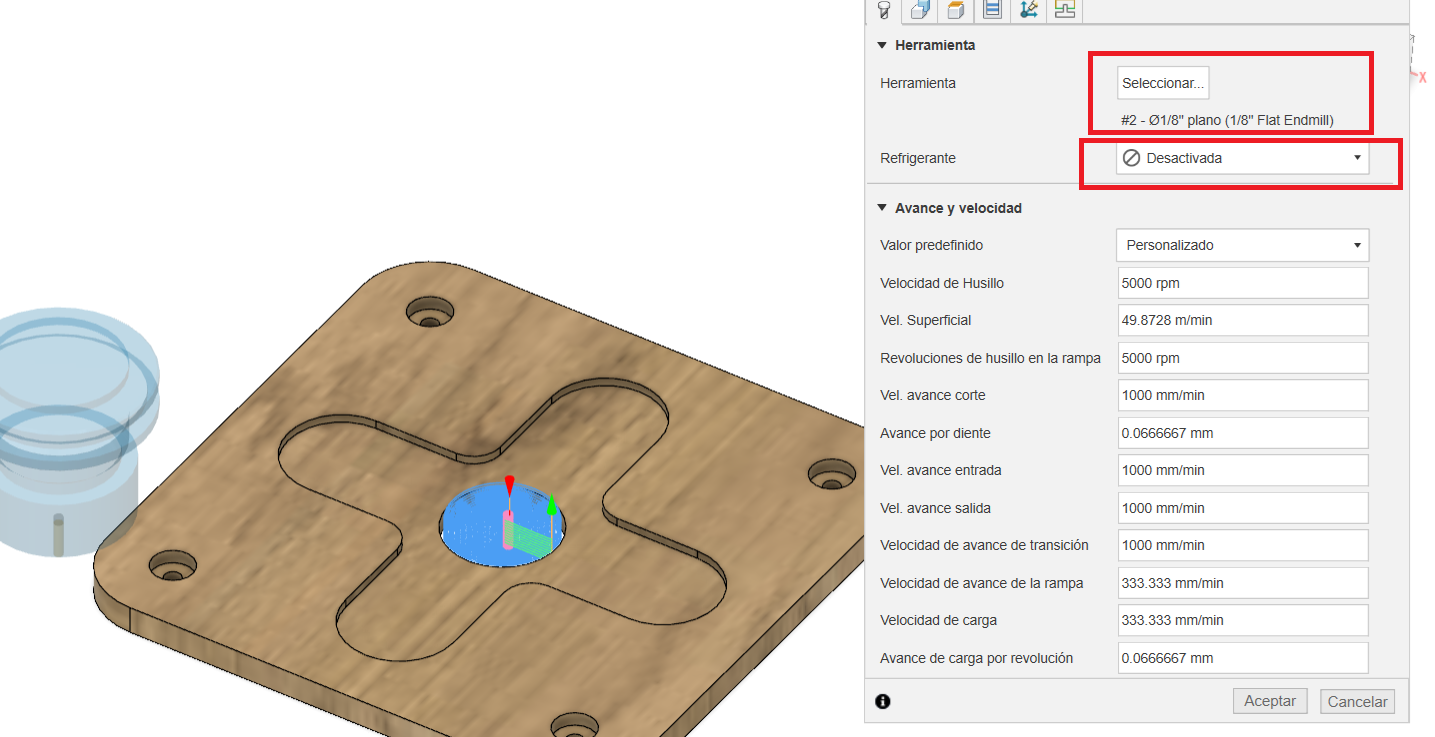 Herramienta
Herramienta Seleccionar...
#2 - Ø1/8" plano (1/8" Flat Endmill)
Refrigerante Desactivada
Avance y velocidad
Valor predefinido Personalizado
Velocidad de Husillo 5000 rpm
Vel. Superficial 49.8728 m/min
Revoluciones de husillo en la rampa 5000 rpm
Vel. avance corte 1000 mm/min
Avance por diente 0.0666667 mm
Vel. avance entrada 1000 mm/min
Vel. avance salida 1000 mm/min
Velocidad de avance de transición 1000 mm/min
Velocidad de avance de la rampa 333.333 mm/min
Velocidad de carga 333.333 mm/min
Avance de carga por revolución 0.0666667 mm
Aceptar Cancelar
X